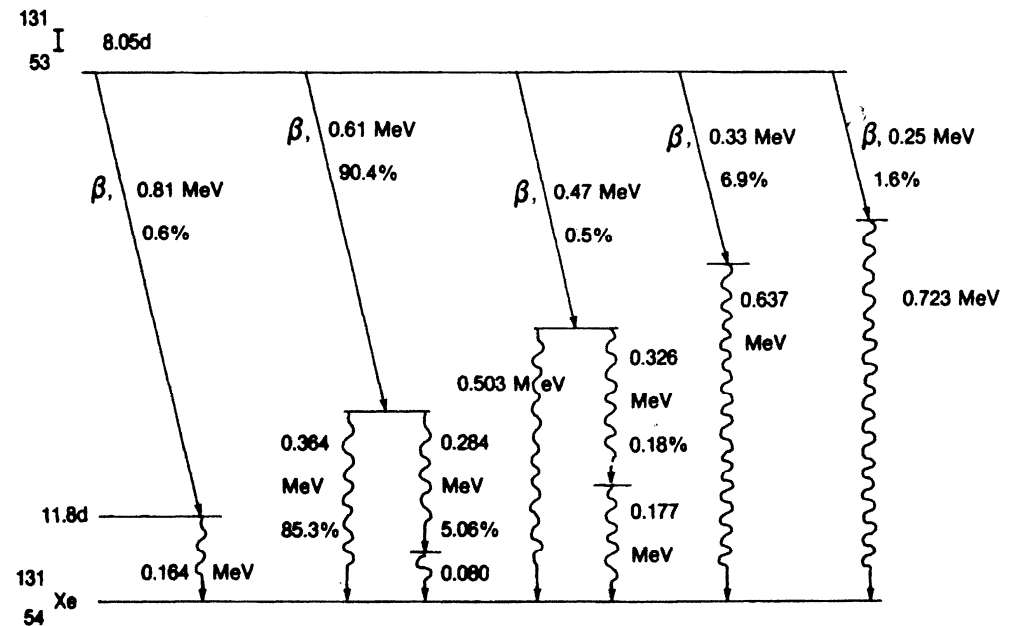 131
I 8.05d
53
β, 0.81 MeV
0.6%
β, 0.61 MeV
90.4%
β, 0.47 MeV
0.5%
β, 0.33 MeV
6.9%
β, 0.25 MeV
1.6%
0.164 MeV
0.364
MeV
85.3%
0.284
MeV
5.06%
0.080
0.503 MeV
0.326
MeV
0.18%
0.177
MeV
0.637
MeV
0.723 MeV
11.8d
131
Xe
54